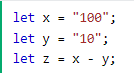 let x = "100";
let y = "10";
let z = x - y;